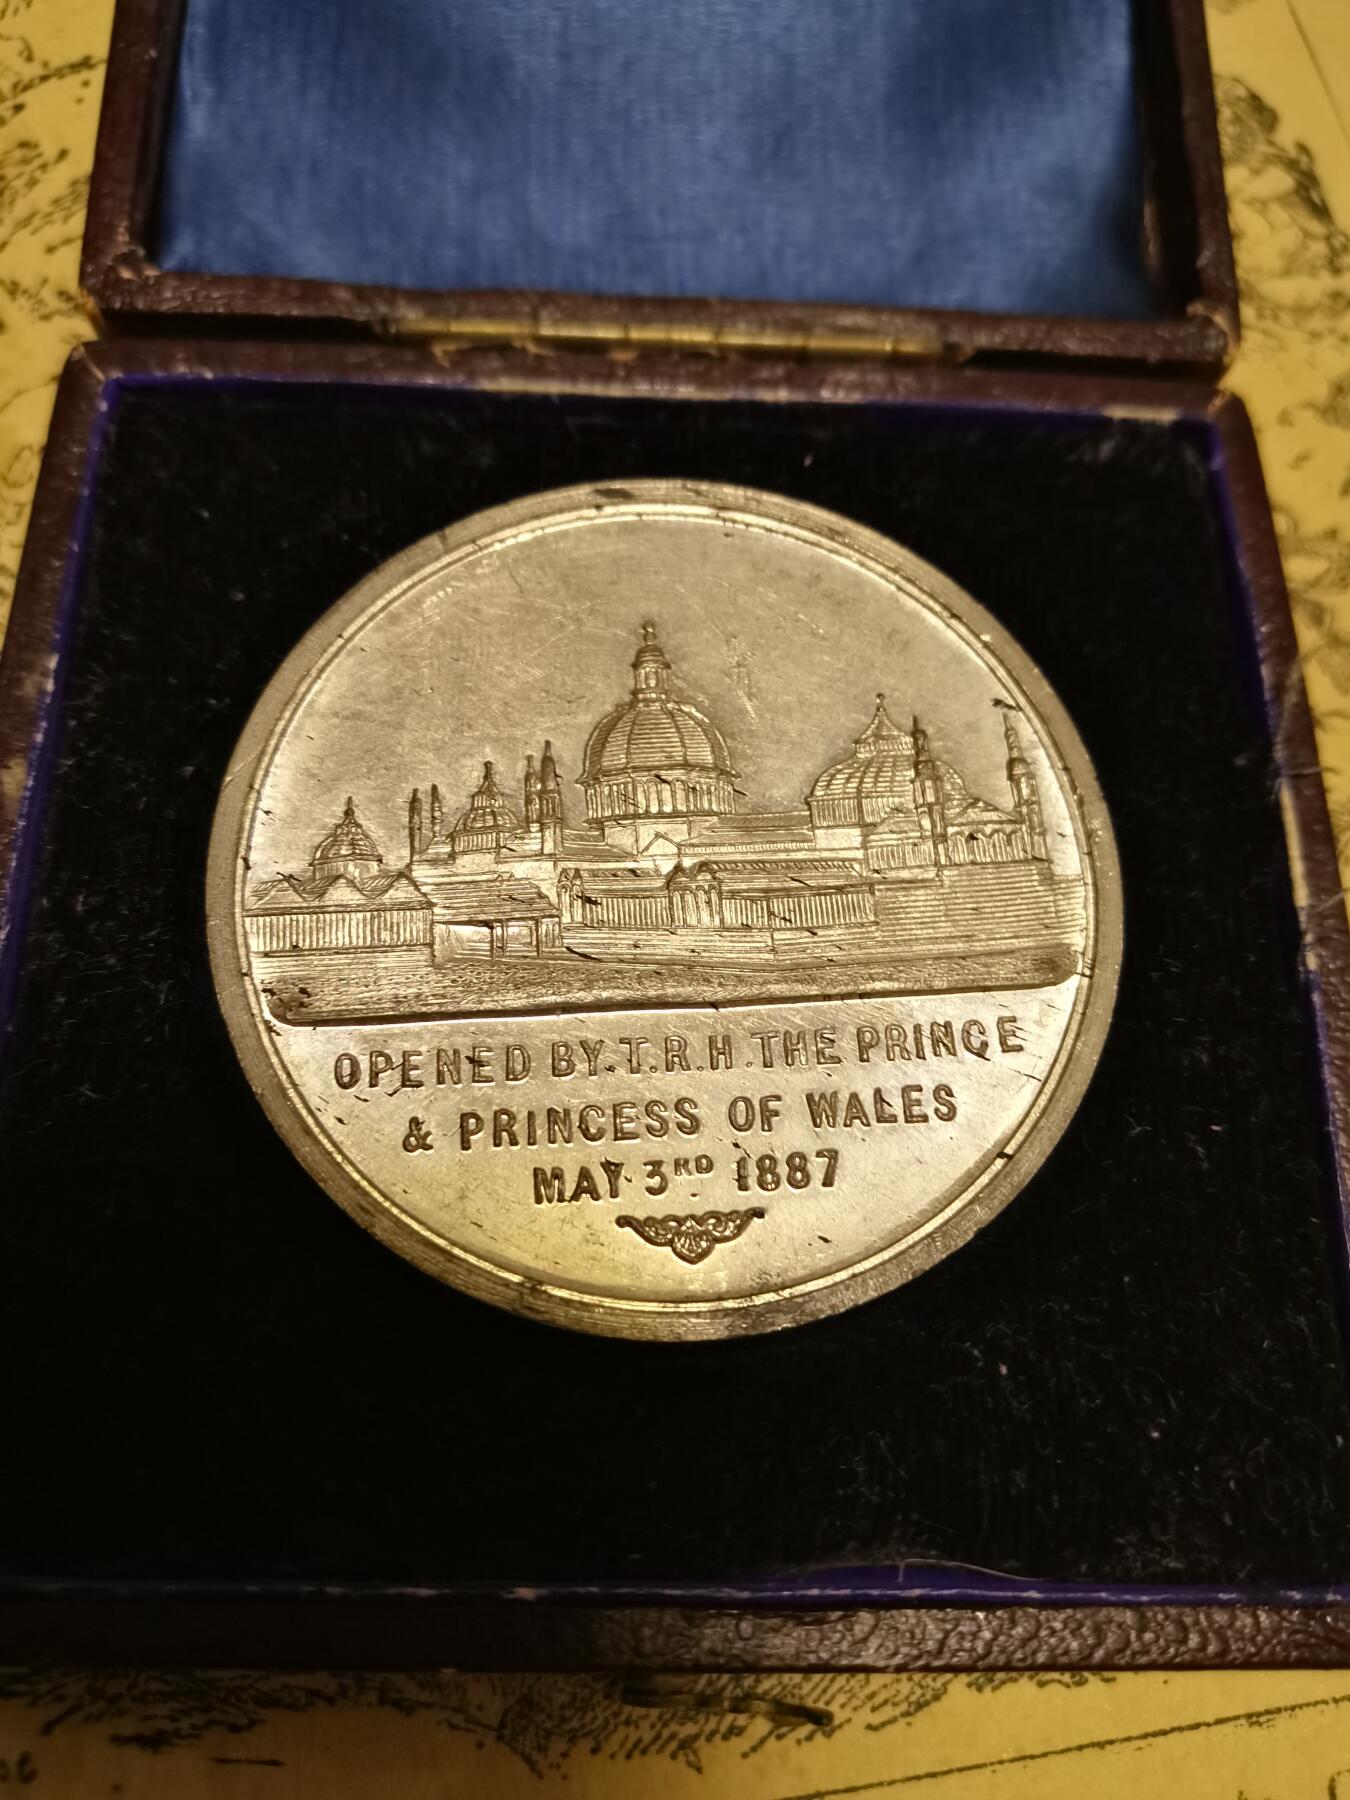 OPENED BY.T.R.H.THE PRINCE
& PRINCESS OF WALES
MAY 3RD 1887